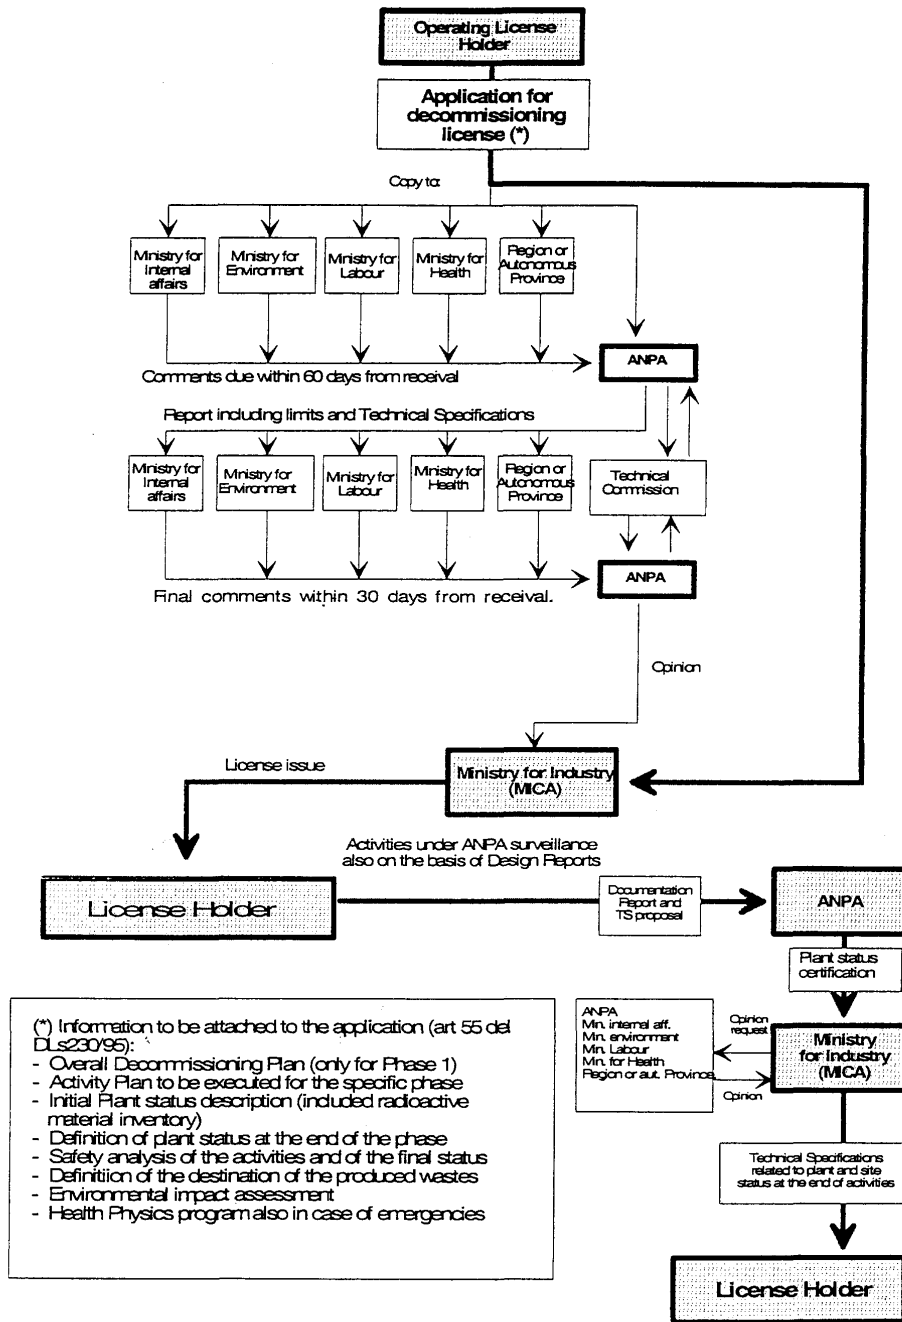 Operating License
Holder
Application for
decommissioning
license (*)
Copy to:
Ministry for
Internal
affairs
Ministry for
Environment
Ministry for
Labour
Ministry for
Health
Region or
Autonomous
Province
ANPA
Comments due within 60 days from receival
Report including limits and Technical Specifications
Ministry for
Internal
affairs
Ministry for
Environment
Ministry for
Labour
Ministry for
Health
Region or
Autonomous
Province
Technical
Commission
ANPA
Final comments within 30 days from receival.
Opinion
License issue
Ministry for Industry
(MICA)
Activities under ANPA surveillance
also on the basis of Design Reports
License Holder
Documentation
Report and
TS proposal
ANPA
Plant status
certification
ANPA
Min. internal aff.
Min. environment
Min. Labour
Min. for Health
Region or aut. Province
Opinion
request
Opinion
Ministry
for Industry
(MICA)
(*) Information to be attached to the application (art 55 del
DLs230/95):
- Overall Decommissioning Plan (only for Phase 1)
- Activity Plan to be executed for the specific phase
- Initial Plant status description (included radioactive
material inventory)
- Definition of plant status at the end of the phase
- Safety analysis of the activities and of the final status
- Definitiion of the destination of the produced wastes
- Environmental impact assessment
- Health Physics program also in case of emergencies
Technical Specifications
related to plant and site
status at the end of activities
License Holder